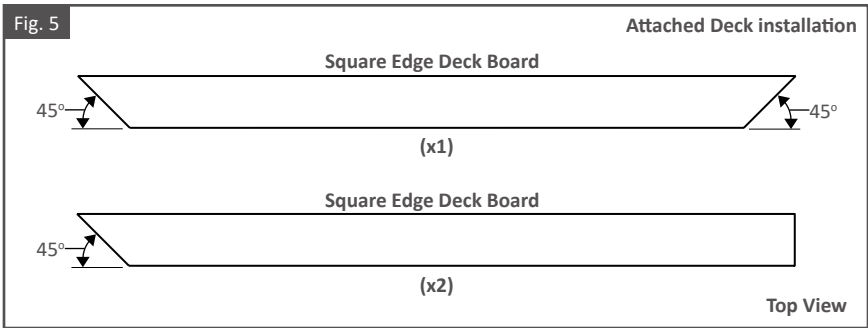 Fig. 5
Attached Deck installation
Square Edge Deck Board
45°
45°
(x1)
Square Edge Deck Board
45°
(x2)
Top View